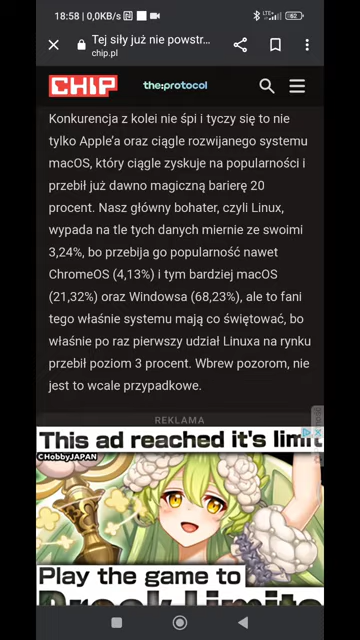 18:58 | 0,0KB/s
LTE+
62
Tej siły już nie powstr...
chip.pl
CHIP
the:protocol
Konkurencja z kolei nie śpi i tyczy się to nie
tylko Apple'a oraz ciągle rozwijanego systemu
macOS, który ciągle zyskuje na popularności i
przebił już dawno magiczną barierę 20
procent. Nasz główny bohater, czyli Linux,
wypada na tle tych danych miernie ze swoimi
3,24%, bo przebija go popularność nawet
ChromeOS (4,13%) i tym bardziej macOS
(21,32%) oraz Windowsa (68,23%), ale to fani
tego właśnie systemu mają co świętować, bo
właśnie po raz pierwszy udział Linuxa na rynku
przebił poziom 3 procent. Wbrew pozorom, nie
jest to wcale przypadkowe.
REKLAMA
This ad reached it's limit
CHobbyJAPAN
Play the game to
Break Limits